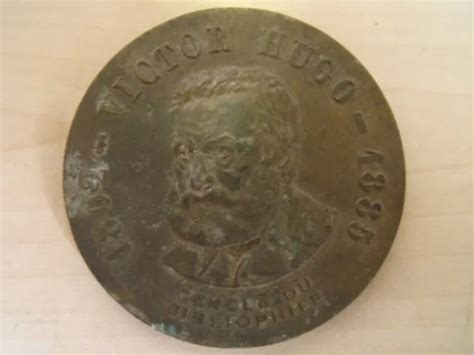 1802 - VICTOR HUGO - 1885
CERCLE DU
BIBLIOPHILE